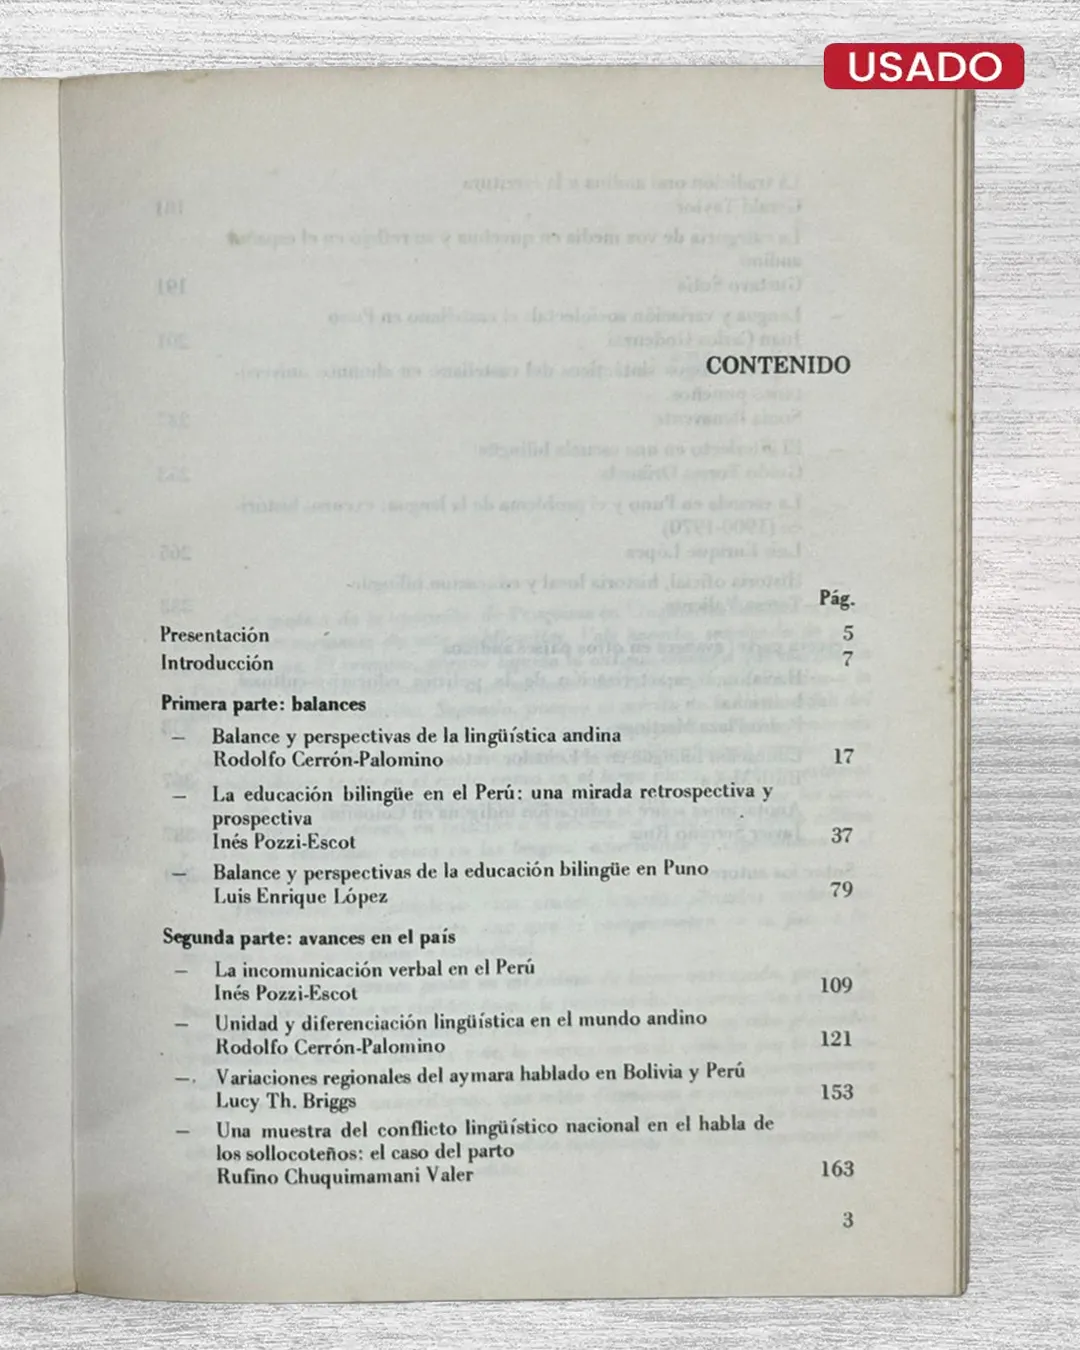 USADO
CONTENIDO
Pág.
Presentación 5
Introducción 7
Primera parte: balances
— Balance y perspectivas de la lingüística andina
Rodolfo Cerrón-Palomino 17
— La educación bilingüe en el Perú: una mirada retrospectiva y
prospectiva
Inés Pozzi-Escot 37
— Balance y perspectivas de la educación bilingüe en Puno
Luis Enrique López 79
Segunda parte: avances en el país
— La incomunicación verbal en el Perú
Inés Pozzi-Escot 109
— Unidad y diferenciación lingüística en el mundo andino
Rodolfo Cerrón-Palomino 121
— Variaciones regionales del aymara hablado en Bolivia y Perú
Lucy Th. Briggs 153
— Una muestra del conflicto lingüístico nacional en el habla de
los sollocoteños: el caso del parto
Rufino Chuquimamani Valer 163
3